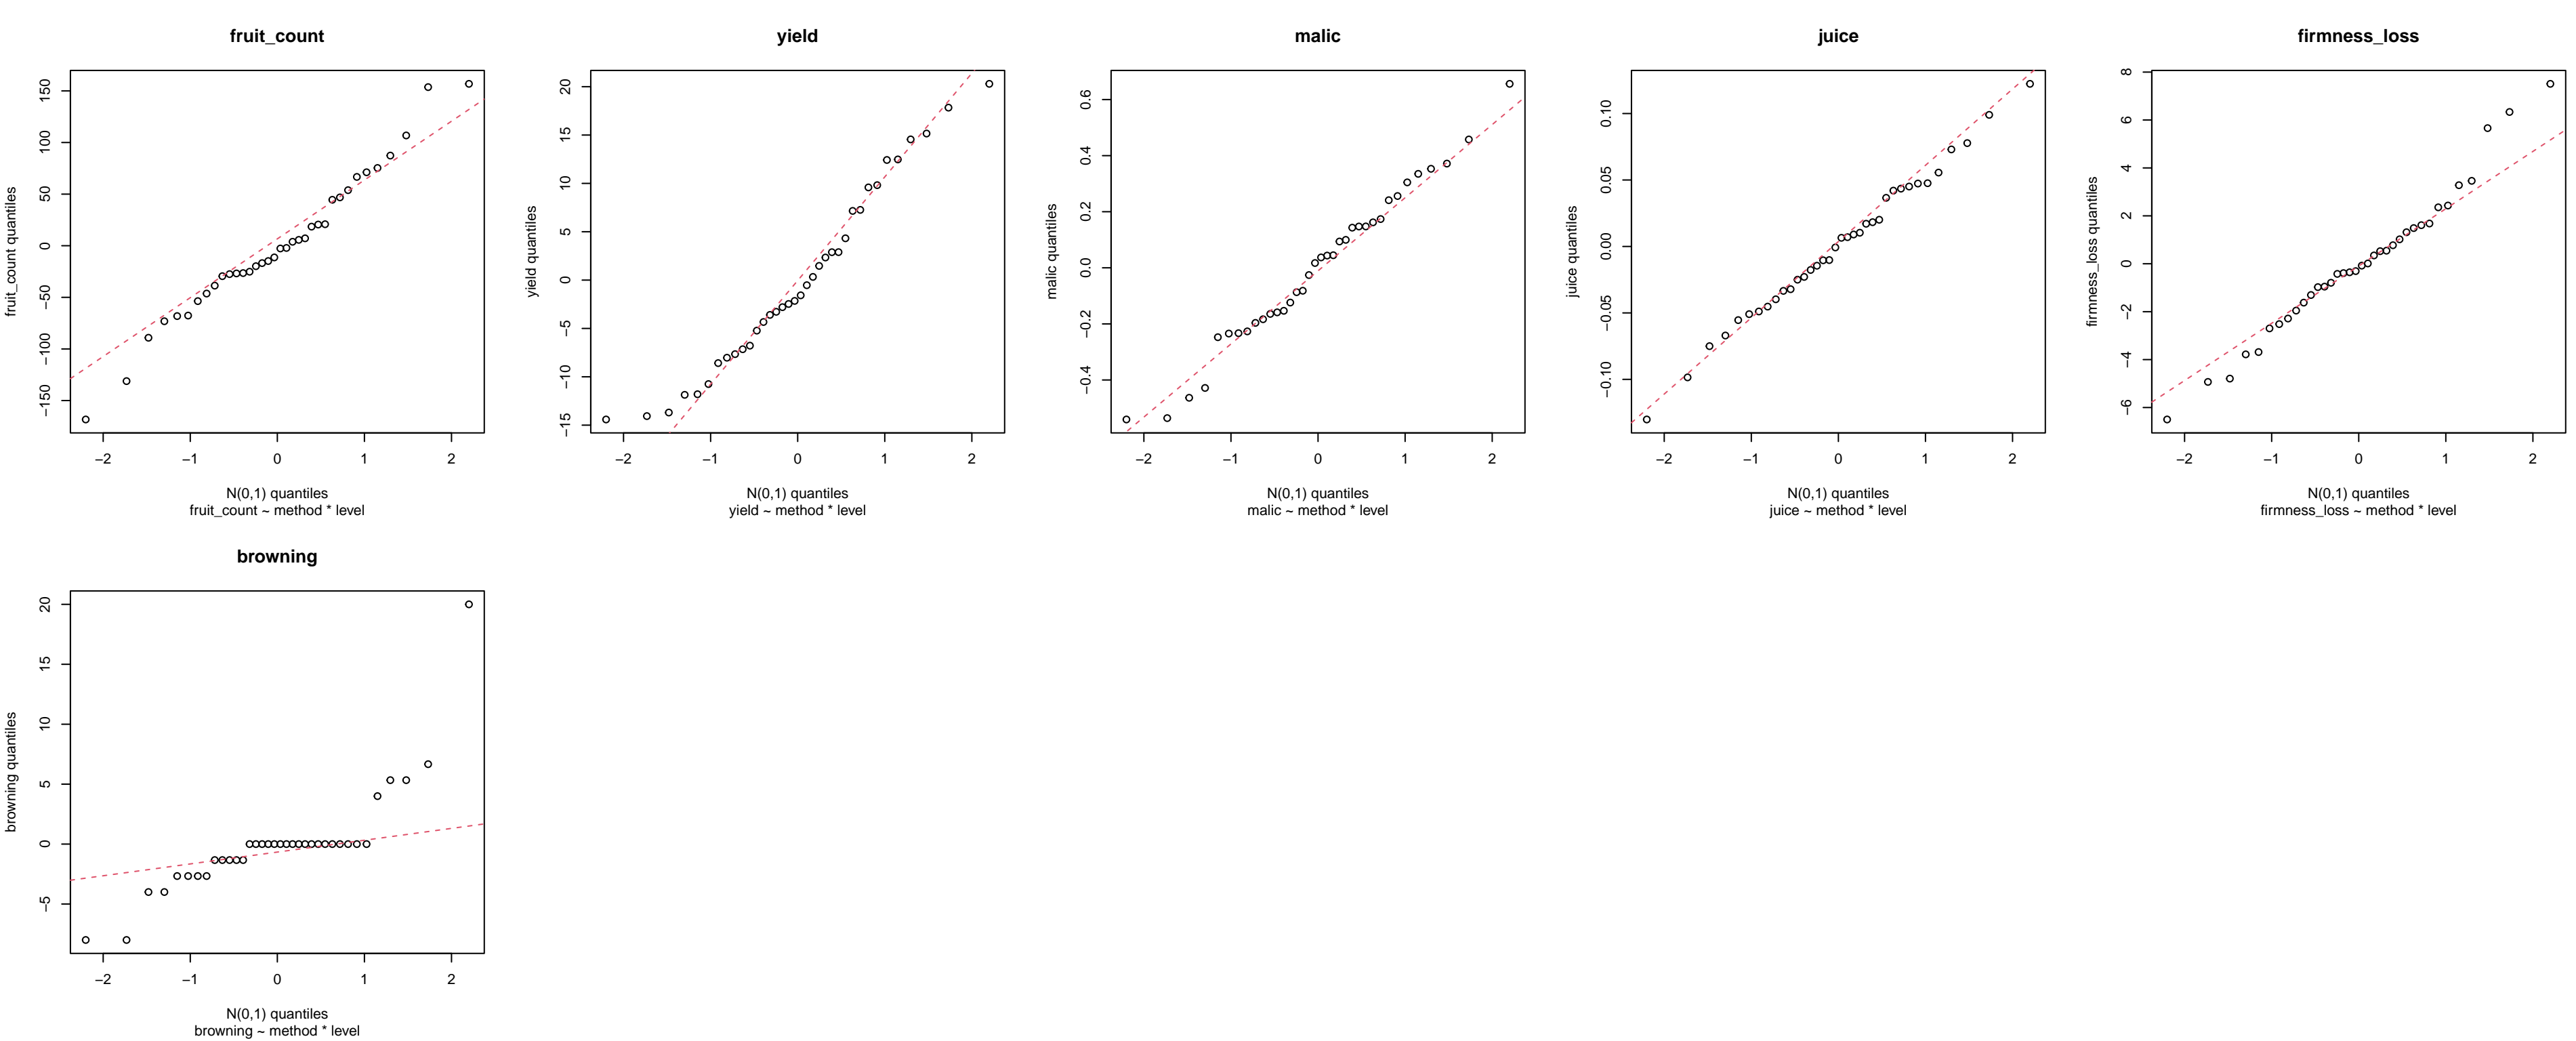 fruit_count
fruit_count quantiles
150
100
50
0
−50
−100
−150
−2
−1
0
1
2
N(0,1) quantiles
fruit_count ~ method * level
yield
yield quantiles
20
15
10
5
0
−5
−10
−15
−2
−1
0
1
2
N(0,1) quantiles
yield ~ method * level
malic
malic quantiles
0.6
0.4
0.2
0.0
−0.2
−0.4
−2
−1
0
1
2
N(0,1) quantiles
malic ~ method * level
juice
juice quantiles
0.10
0.05
0.00
−0.05
−0.10
−2
−1
0
1
2
N(0,1) quantiles
juice ~ method * level
firmness_loss
firmness_loss quantiles
8
6
4
2
0
−2
−4
−6
−2
−1
0
1
2
N(0,1) quantiles
firmness_loss ~ method * level
browning
browning quantiles
20
15
10
5
0
−5
−2
−1
0
1
2
N(0,1) quantiles
browning ~ method * level